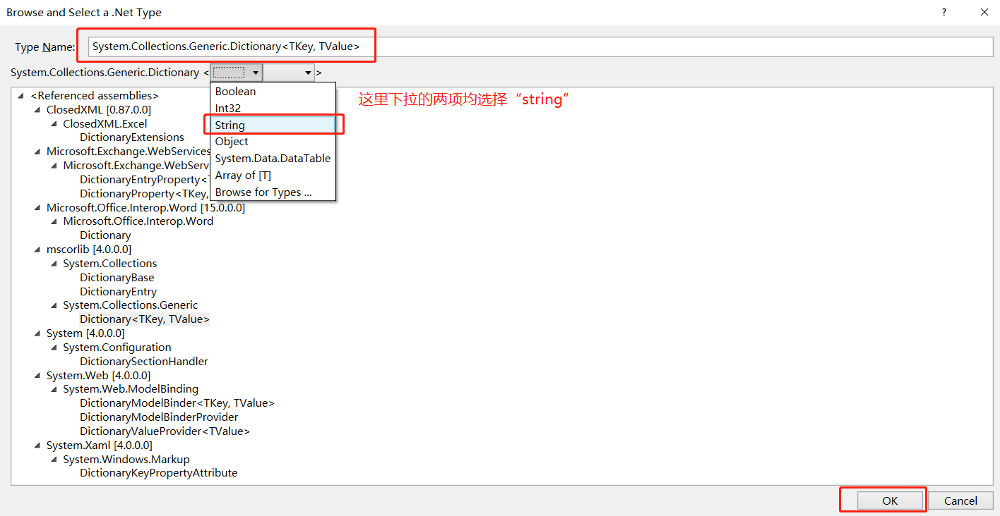 Browse and Select a .Net Type
? ×
Type Name: System.Collections.Generic.Dictionary<TKey, TValue>
System.Collections.Generic.Dictionary < >
Boolean
Int32
String
Object
System.Data.DataTable
Array of [T]
Browse for Types ...
这里下拉的两项均选择“string”
<Referenced assemblies>
ClosedXML [0.87.0.0]
ClosedXML.Excel
DictionaryExtensions
Microsoft.Exchange.WebServices
Microsoft.Exchange.WebServ
DictionaryEntryProperty<
DictionaryProperty<TKey,
Microsoft.Office.Interop.Word [15.0.0.0]
Microsoft.Office.Interop.Word
Dictionary
mscorlib [4.0.0.0]
System.Collections
DictionaryBase
DictionaryEntry
System.Collections.Generic
Dictionary<TKey, TValue>
System [4.0.0.0]
System.Configuration
DictionarySectionHandler
System.Web [4.0.0.0]
System.Web.ModelBinding
DictionaryModelBinder<TKey, TValue>
DictionaryModelBinderProvider
DictionaryValueProvider<TValue>
System.Xaml [4.0.0.0]
System.Windows.Markup
DictionaryKeyPropertyAttribute
OK Cancel